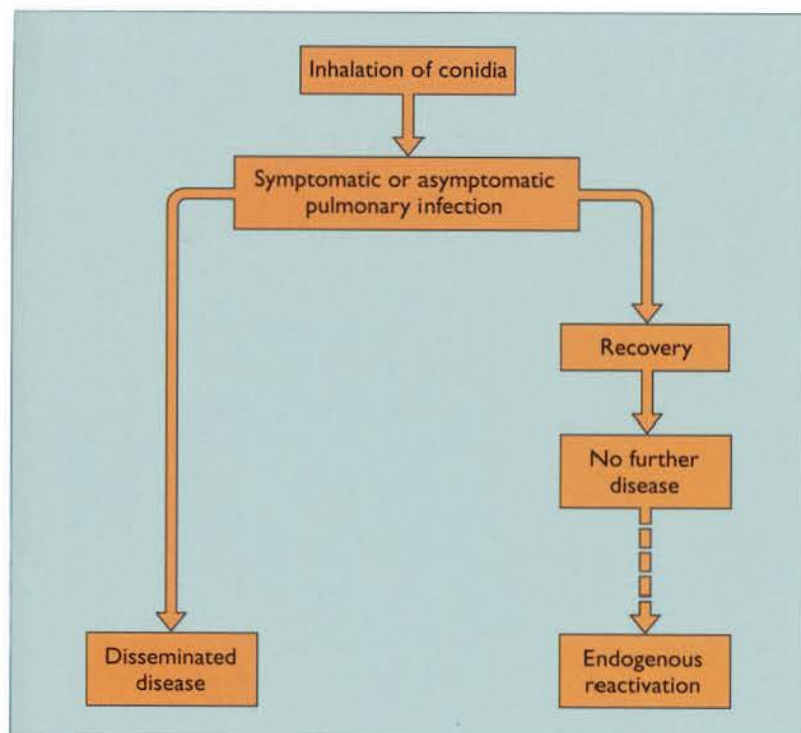 Inhalation of conidia
Symptomatic or asymptomatic
pulmonary infection
Recovery
No further
disease
Disseminated
disease
Endogenous
reactivation